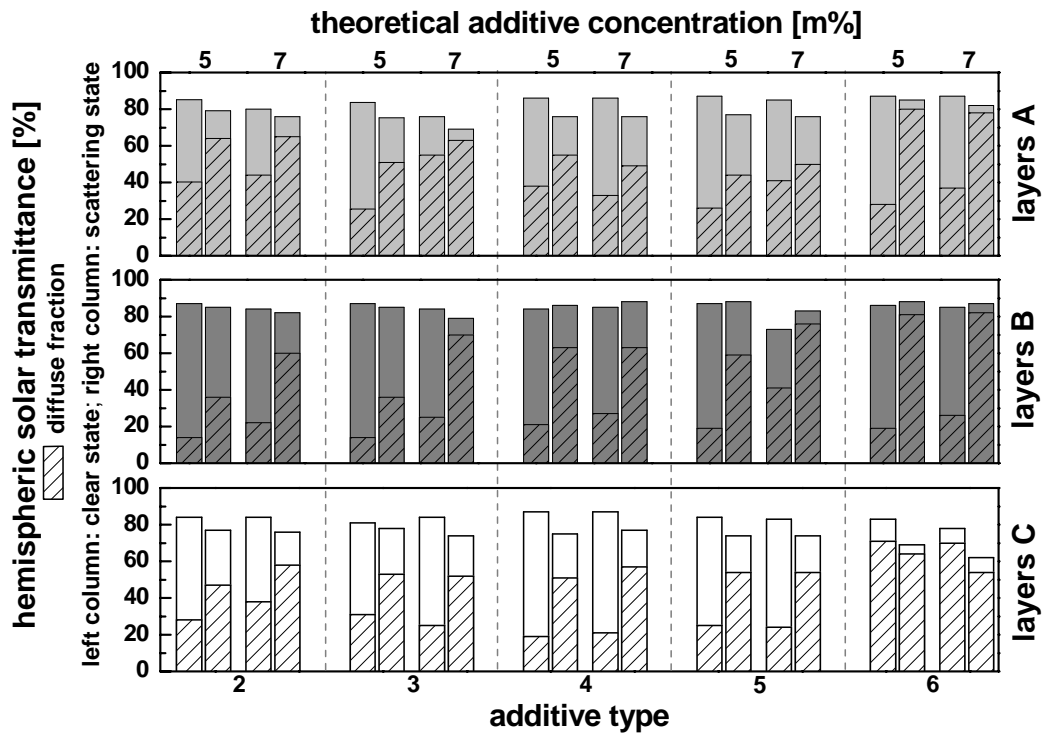 theoretical additive concentration [m%]
5 7 5 7 5 7 5 7 5 7
hemispheric solar transmittance [%]
diffuse fraction
left column: clear state; right column: scattering state
100
80
60
40
20
0
layers A
100
80
60
40
20
0
layers B
100
80
60
40
20
0
layers C
2 3 4 5 6
additive type